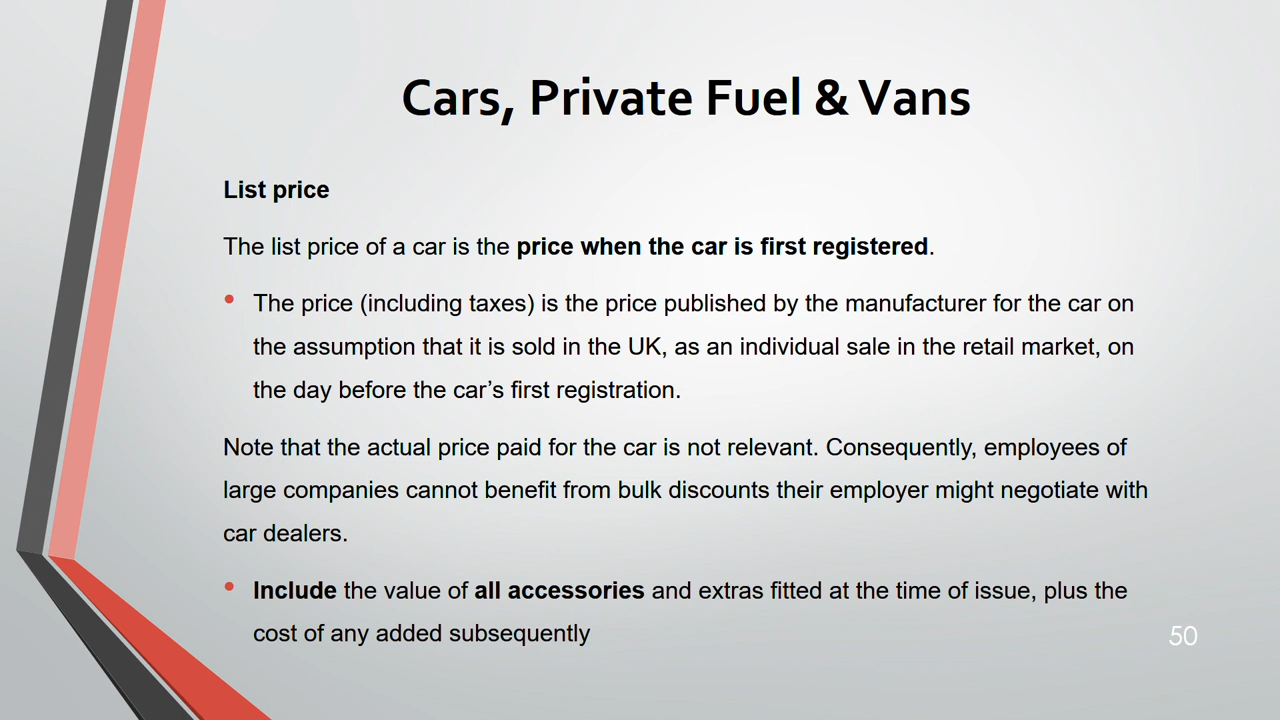 Cars, Private Fuel & Vans
List price
The list price of a car is the price when the car is first registered.
• The price (including taxes) is the price published by the manufacturer for the car on
the assumption that it is sold in the UK, as an individual sale in the retail market, on
the day before the car’s first registration.
Note that the actual price paid for the car is not relevant. Consequently, employees of
large companies cannot benefit from bulk discounts their employer might negotiate with
car dealers.
• Include the value of all accessories and extras fitted at the time of issue, plus the
cost of any added subsequently
50